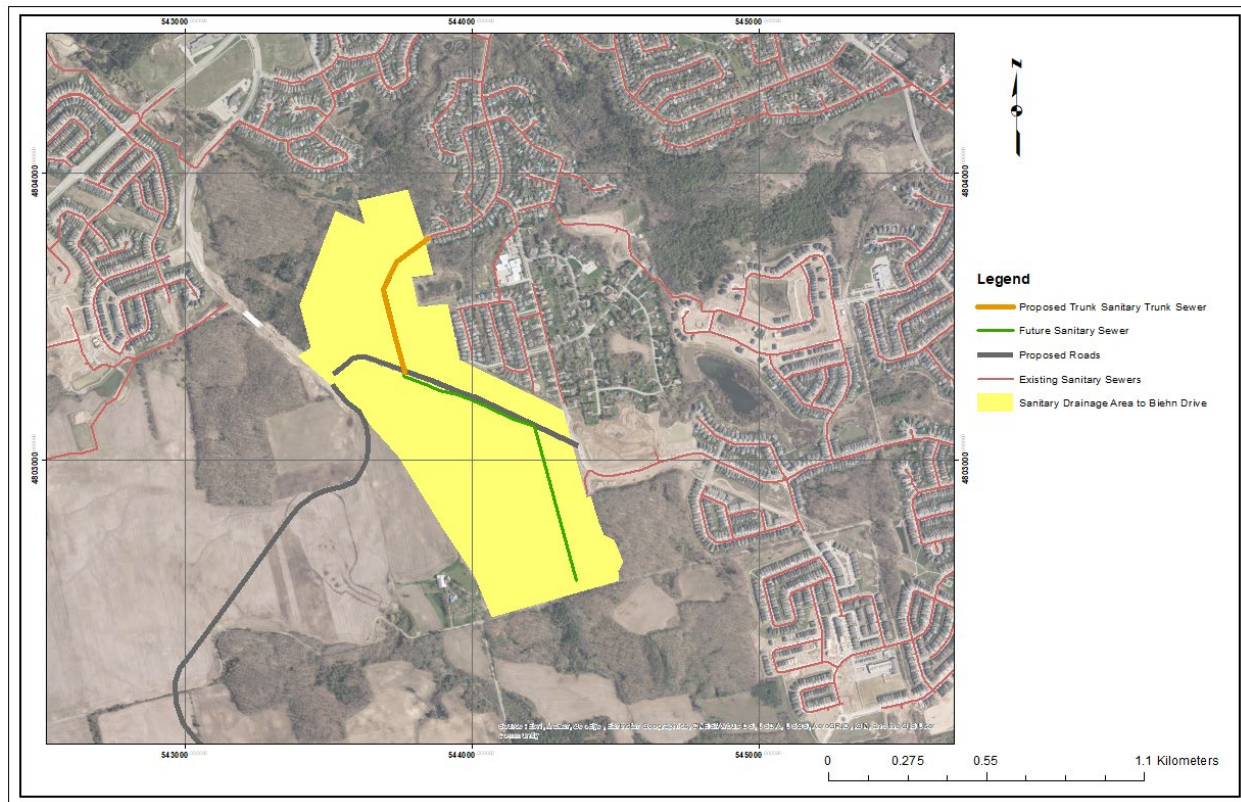 543000
544000
545000
N
4804000
4804000
Legend
Proposed Trunk Sanitary Trunk Sewer
Future Sanitary Sewer
Proposed Roads
Existing Sanitary Sewers
Sanitary Drainage Area to Biehn Drive
4803000
4803000
Community
543000
544000
545000
0 0.275 0.55 1.1 Kilometers